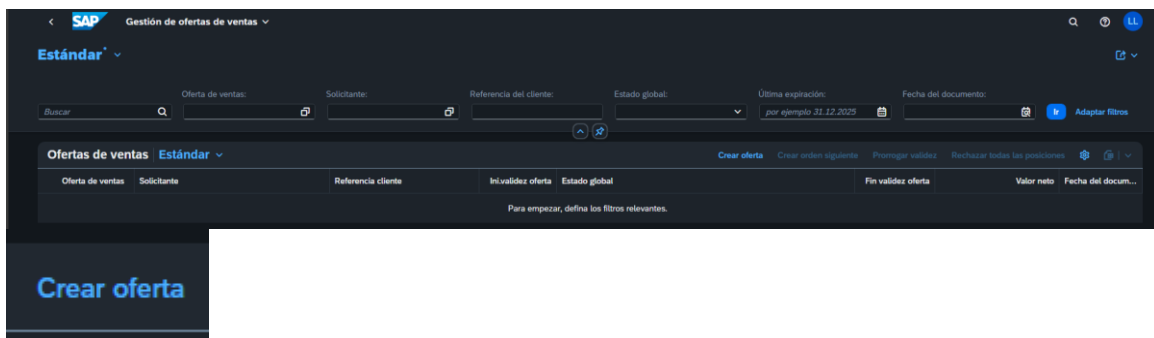 SAP Gestión de ofertas de ventas LL
Estándar*
Oferta de ventas: Solicitante: Referencia del cliente: Estado global: Última expiración: Fecha del documento:
Buscar por ejemplo 31.12.2025 Ir Adaptar filtros
Ofertas de ventas Estándar Crear oferta Crear orden siguiente Prorrogar validez Rechazar todas las posiciones
Oferta de ventas Solicitante Referencia cliente Ini.validez oferta Estado global Fin validez oferta Valor neto Fecha del docum...
Para empezar, defina los filtros relevantes.
Crear oferta